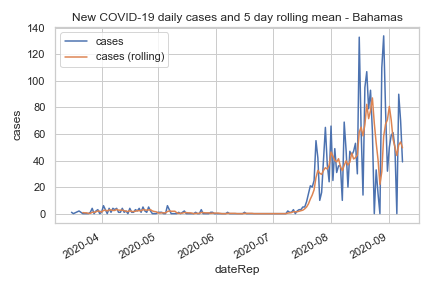 New COVID-19 daily cases and 5 day rolling mean - Bahamas
cases
cases (rolling)
140
120
100
80
60
40
20
0
cases
2020-04
2020-05
2020-06
2020-07
2020-08
2020-09
dateRep